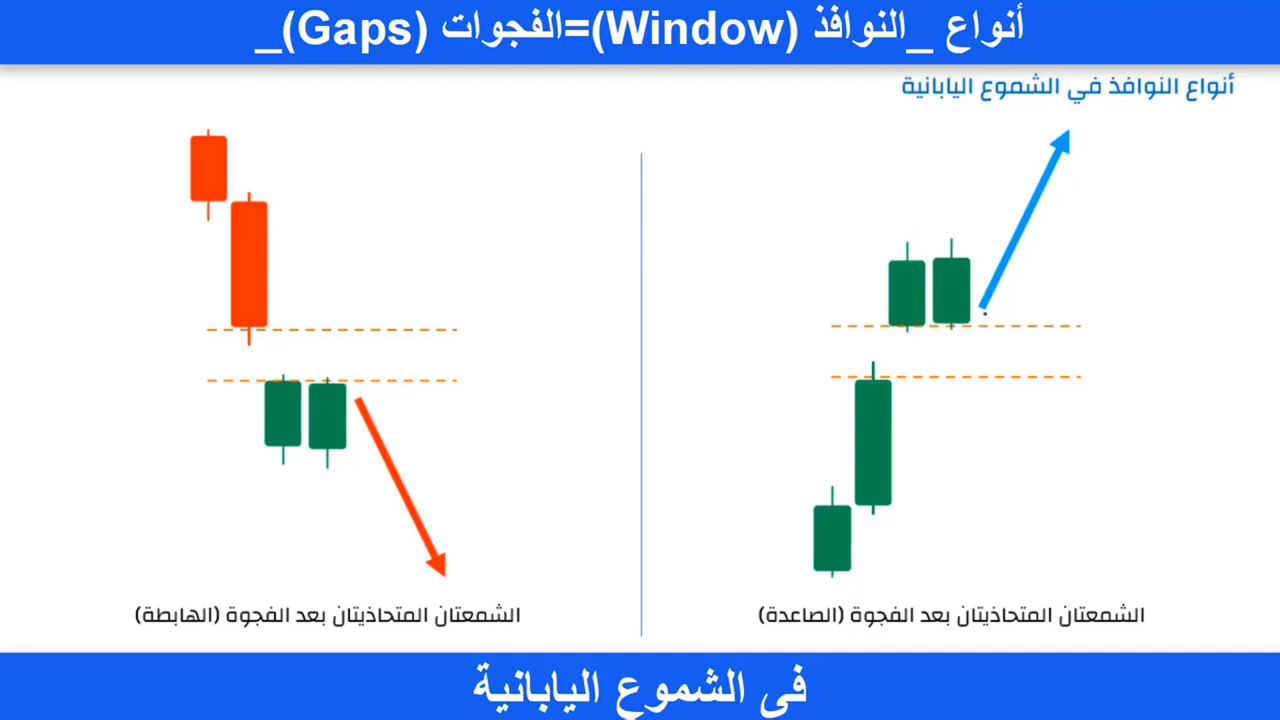 أنواع _النوافذ (Window)=الفجوات (Gaps)_
أنواع النوافذ في الشموع اليابانية
الشمعتان المتحاذيتان بعد الفجوة (الصاعدة)
الشمعتان المتحاذيتان بعد الفجوة (الهابطة)
فى الشموع اليابانية